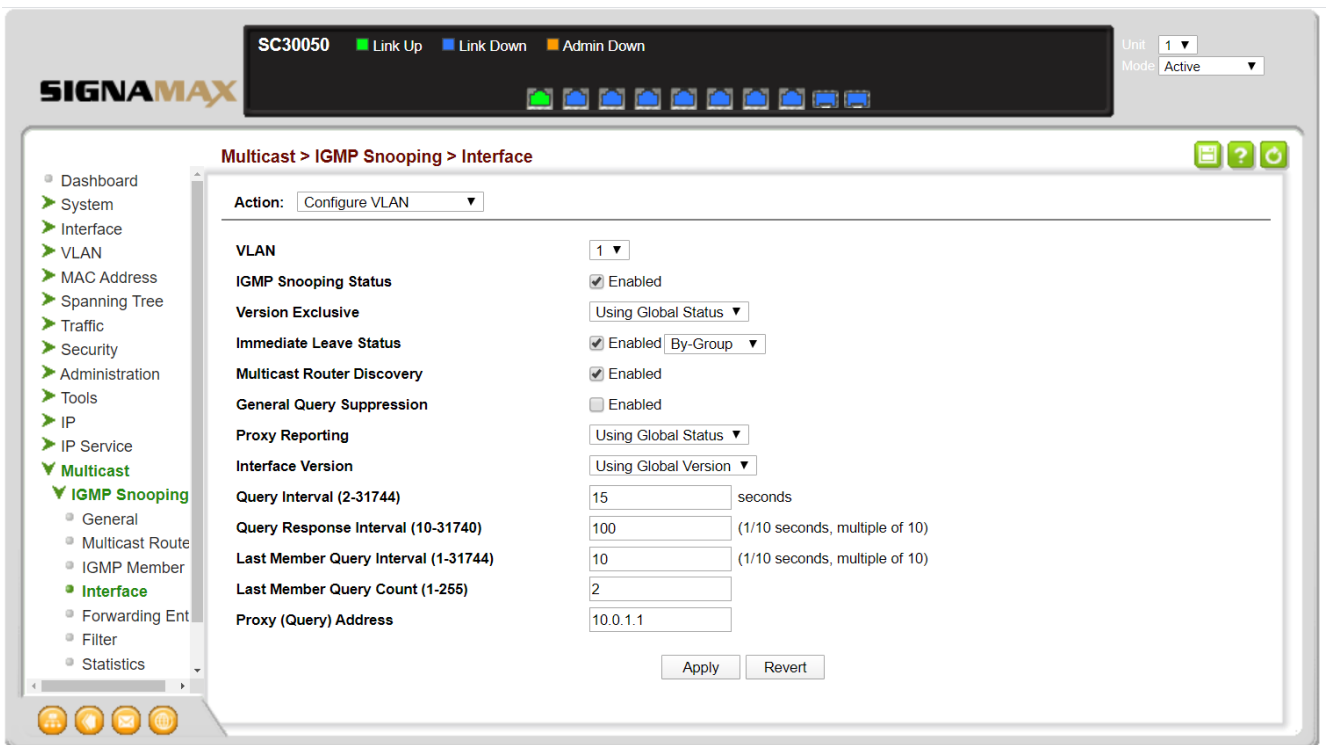 SC30050 Link Up Link Down Admin Down
Unit 1
Mode Active
SIGNAMAX
Multicast > IGMP Snooping > Interface
?
Dashboard
System
Interface
VLAN
MAC Address
Spanning Tree
Traffic
Security
Administration
Tools
IP
IP Service
Multicast
IGMP Snooping
General
Multicast Route
IGMP Member
Interface
Forwarding Ent
Filter
Statistics
Action: Configure VLAN
VLAN 1
IGMP Snooping Status Enabled
Version Exclusive Using Global Status
Immediate Leave Status Enabled By-Group
Multicast Router Discovery Enabled
General Query Suppression Enabled
Proxy Reporting Using Global Status
Interface Version Using Global Version
Query Interval (2-31744) 15 seconds
Query Response Interval (10-31740) 100 (1/10 seconds, multiple of 10)
Last Member Query Interval (1-31744) 10 (1/10 seconds, multiple of 10)
Last Member Query Count (1-255) 2
Proxy (Query) Address 10.0.1.1
Apply Revert